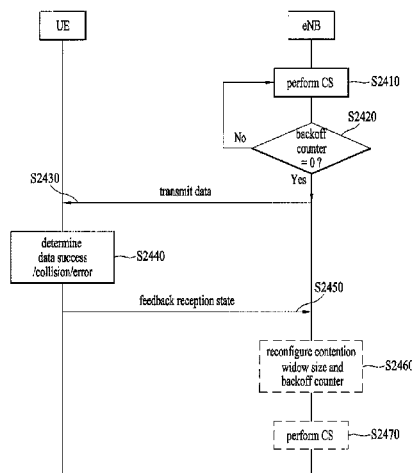 UE
eNB
perform CS
S2410
S2420
No
backoff
counter
= 0 ?
Yes
S2430
transmit data
determine
data success
/collision/error
S2440
feedback reception state
S2450
reconfigure contention
widow size and
backoff counter
S2460
perform CS
S2470